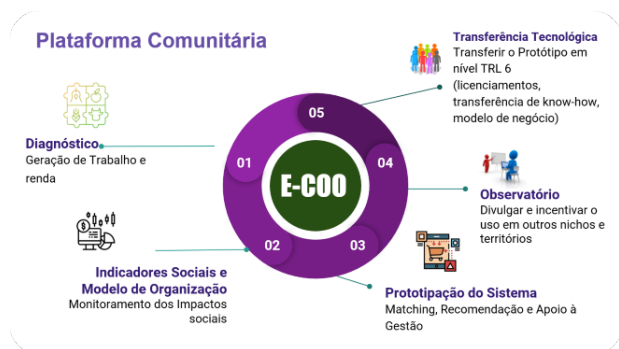 Plataforma Comunitária
Diagnóstico
Geração de Trabalho e
renda
Indicadores Sociais e
Modelo de Organização
Monitoramento dos Impactos
sociais
01
02
03
04
05
E-COO
Transferência Tecnológica
Transferir o Protótipo em
nível TRL 6
(licenciamentos,
transferência de know-how,
modelo de negócio)
Observatório
Divulgar e incentivar o
uso em outros nichos e
territórios
Prototipação do Sistema
Matching, Recomendação e Apoio à
Gestão